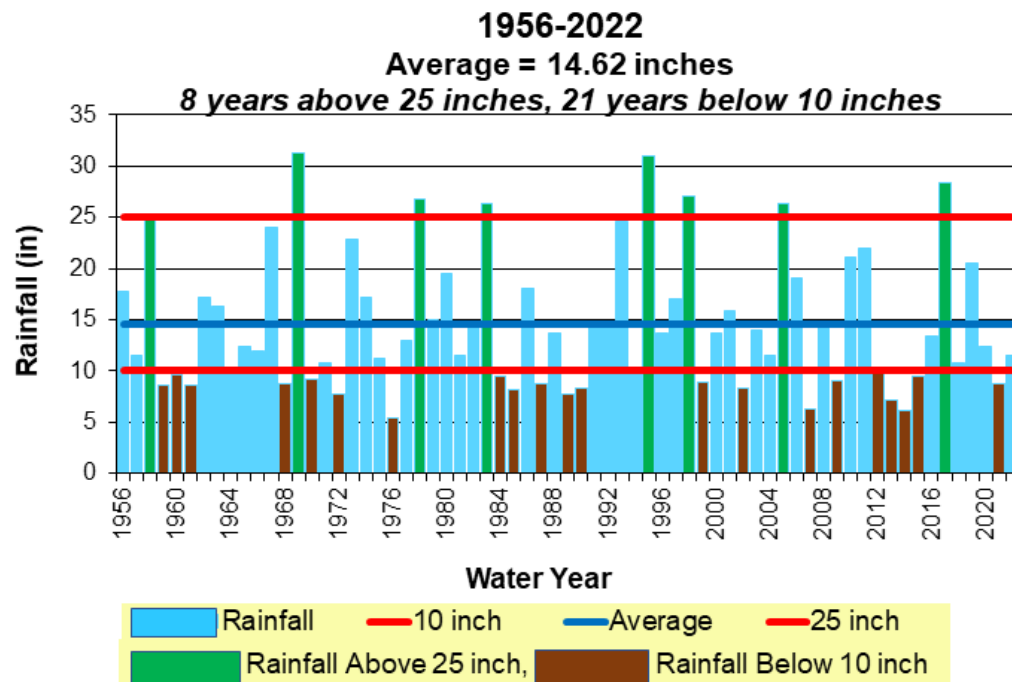 1956-2022
Average = 14.62 inches
8 years above 25 inches, 21 years below 10 inches
35
30
25
20
15
10
5
0
Rainfall (in)
1956 1960 1964 1968 1972 1976 1980 1984 1988 1992 1996 2000 2004 2008 2012 2016 2020
Water Year
Rainfall 10 inch Average 25 inch
Rainfall Above 25 inch, Rainfall Below 10 inch